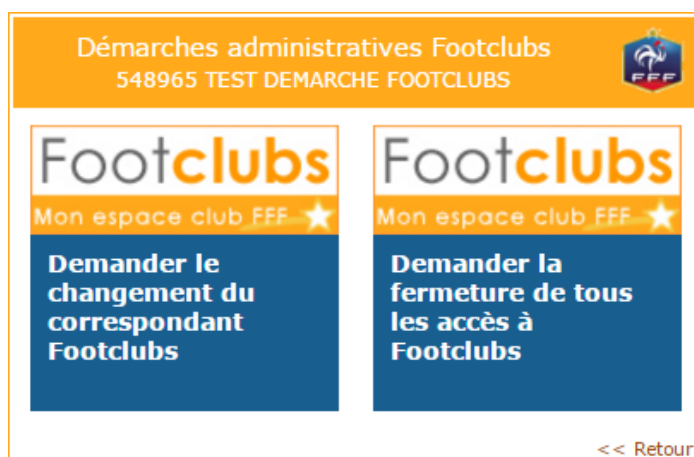 Démarches administratives Footclubs
548965 TEST DEMARCHE FOOTCLUBS
FFF
Footclubs
Mon espace club FFF
Demander le
changement du
correspondant
Footclubs
Footclubs
Mon espace club FFF
Demander la
fermeture de tous
les accès à
Footclubs
<< Retour